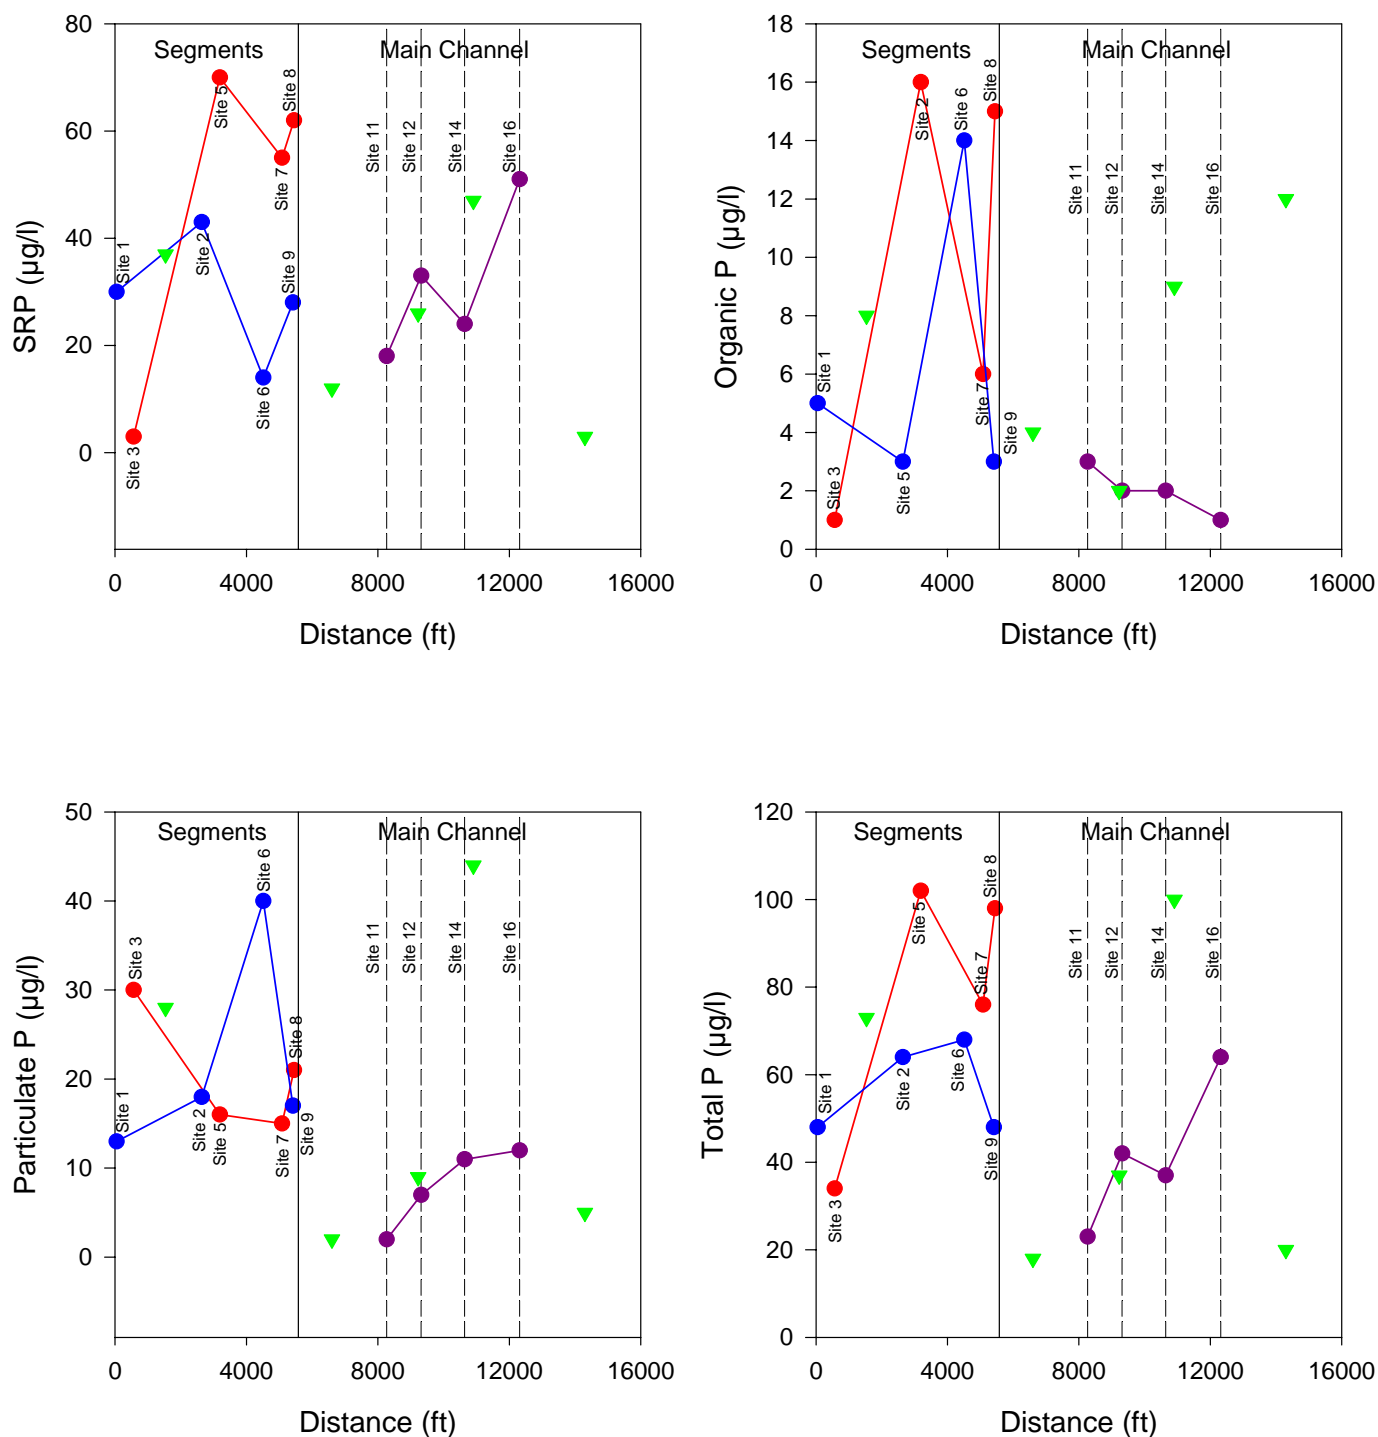 80
60
40
20
0
SRP (µg/l)
Segments
Main Channel
Site 1
Site 2
Site 3
Site 5
Site 6
Site 7
Site 8
Site 9
Site 11
Site 12
Site 14
Site 16
0 4000 8000 12000 16000
Distance (ft)
18
16
14
12
10
8
6
4
2
0
Organic P (µg/l)
Segments
Main Channel
Site 1
Site 3
Site 5
Site 2
Site 6
Site 7
Site 8
Site 9
Site 11
Site 12
Site 14
Site 16
0 4000 8000 12000 16000
Distance (ft)
50
40
30
20
10
0
Particulate P (µg/l)
Segments
Main Channel
Site 1
Site 3
Site 2
Site 5
Site 6
Site 7
Site 8
Site 9
Site 11
Site 12
Site 14
Site 16
0 4000 8000 12000 16000
Distance (ft)
120
100
80
60
40
20
0
Total P (µg/l)
Segments
Main Channel
Site 1
Site 3
Site 2
Site 5
Site 6
Site 7
Site 8
Site 9
Site 11
Site 12
Site 14
Site 16
0 4000 8000 12000 16000
Distance (ft)